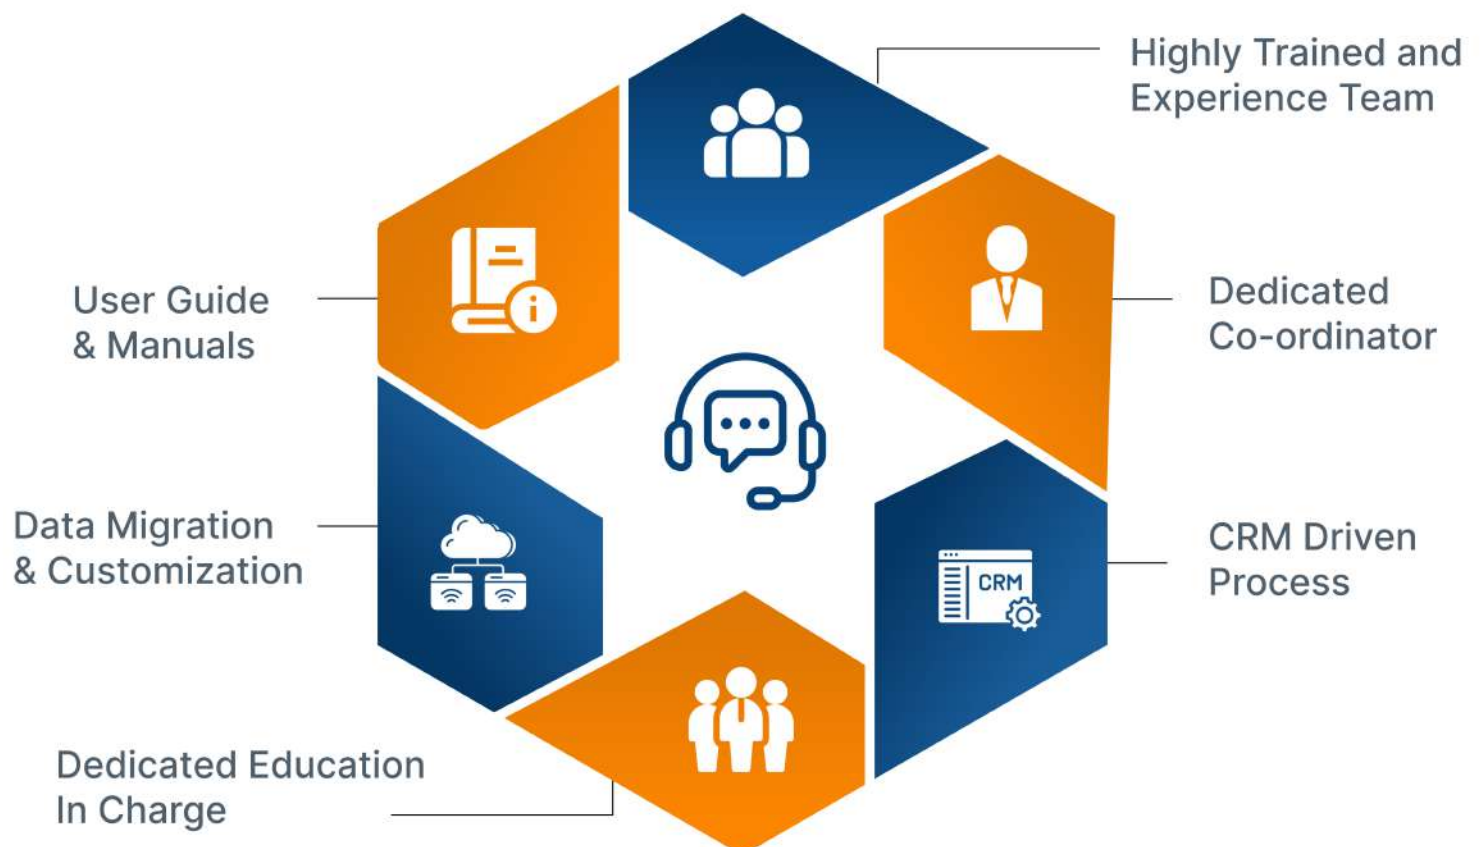 Highly Trained and
Experience Team
User Guide
& Manuals
Dedicated
Co-ordinator
Data Migration
& Customization
CRM
CRM Driven
Process
Dedicated Education
In Charge